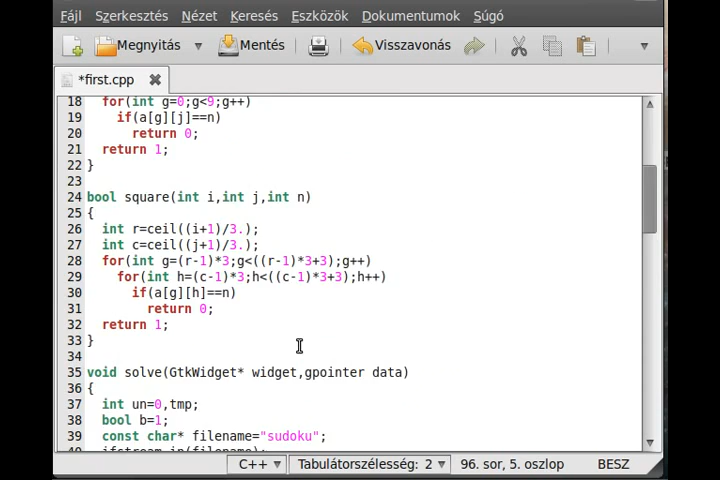 Fájl Szerkesztés Nézet Keresés Eszközök Dokumentumok Súgó
Megnyitás Mentés Visszavonás
*first.cpp
18 for(int g=0;g<9;g++)
19 if(a[g][j]==n)
20 return 0;
21 return 1;
22 }
23
24 bool square(int i,int j,int n)
25 {
26 int r=ceil((i+1)/3.);
27 int c=ceil((j+1)/3.);
28 for(int g=(r-1)*3;g<((r-1)*3+3);g++)
29 for(int h=(c-1)*3;h<((c-1)*3+3);h++)
30 if(a[g][h]==n)
31 return 0;
32 return 1;
33 }
34
35 void solve(GtkWidget* widget,gpointer data)
36 {
37 int un=0,tmp;
38 bool b=1;
39 const char* filename="sudoku";
40 ifstream in(filename);
C++ Tabulátorszélesség: 2 96. sor, 5. oszlop BESZ